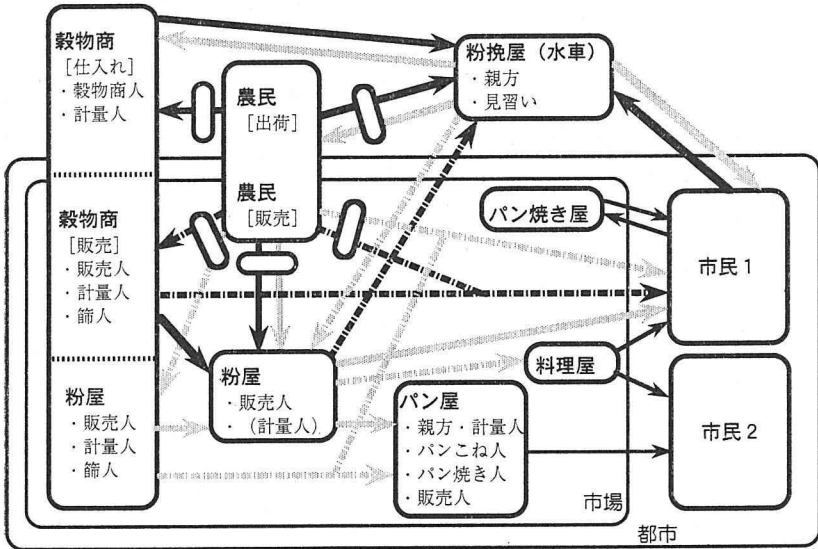 穀物商
[仕入れ]
・穀物商人
・計量人
農民
[出荷]
粉挽屋（水車）
・親方
・見習い
穀物商
[販売]
・販売人
・計量人
・篩人
農民
[販売]
パン焼き屋
市民1
粉屋
・販売人
・計量人
・篩人
粉屋
・販売人
・（計量人）
料理屋
パン屋
・親方・計量人
・パンこね人
・パン焼き人
・販売人
市民2
市場
都市